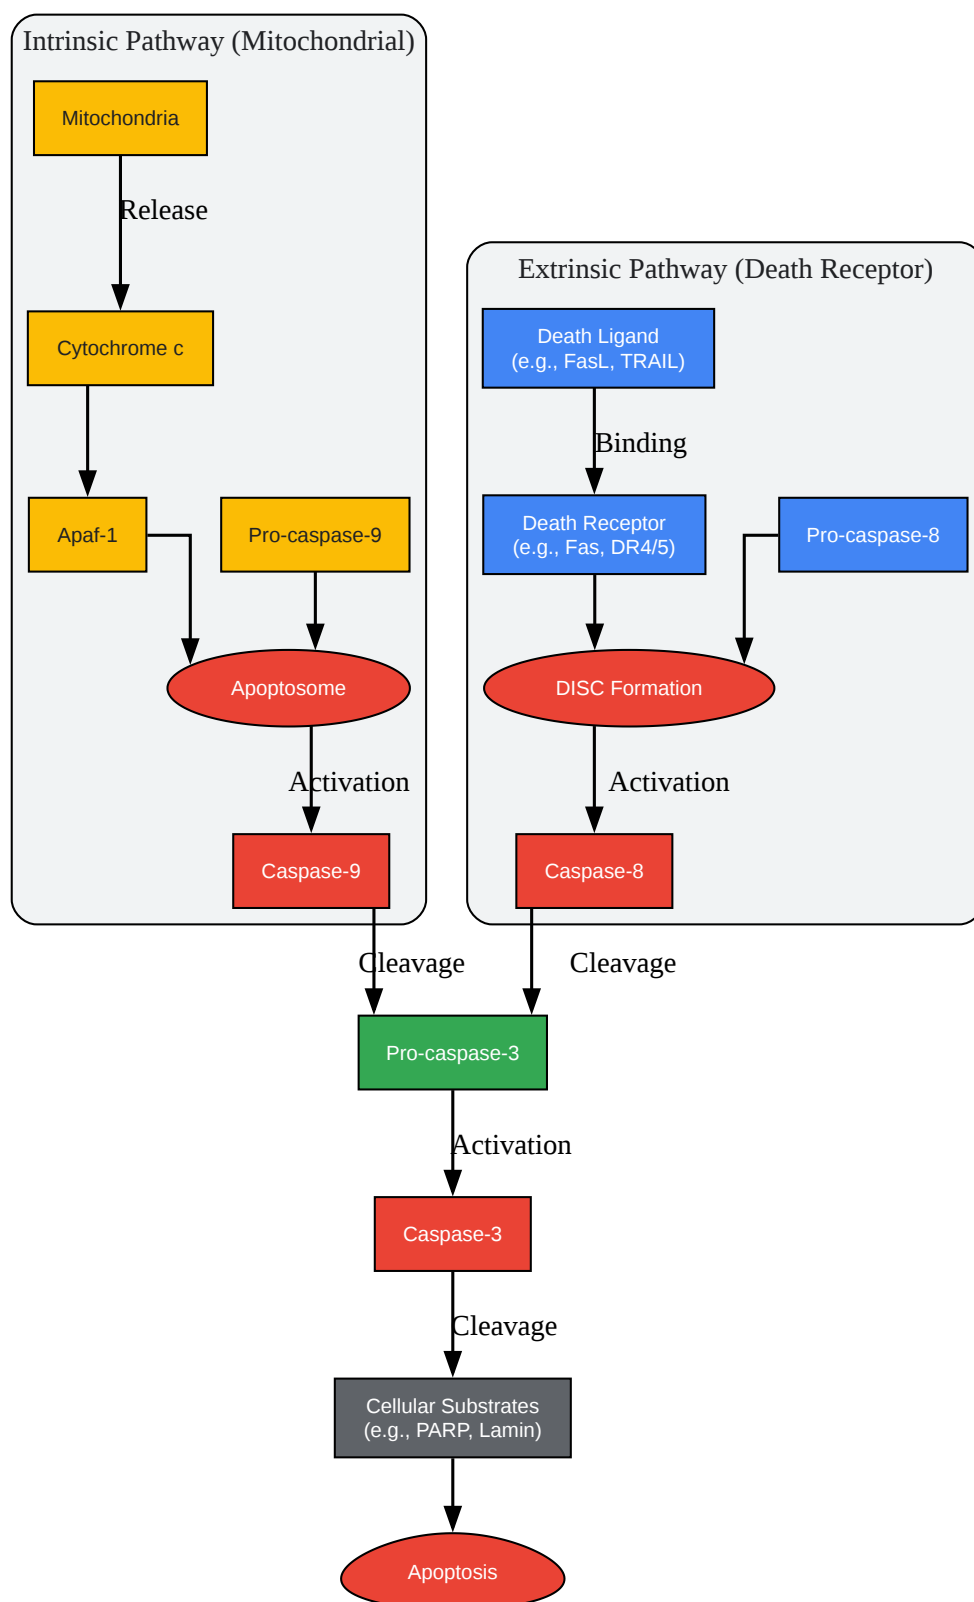 Intrinsic Pathway (Mitochondrial)
Mitochondria
Release
Cytochrome c
Apaf-1
Pro-caspase-9
Apoptosome
Activation
Caspase-9
Cleavage
Extrinsic Pathway (Death Receptor)
Death Ligand
(e.g., FasL, TRAIL)
Binding
Death Receptor
(e.g., Fas, DR4/5)
Pro-caspase-8
DISC Formation
Activation
Caspase-8
Cleavage
Pro-caspase-3
Activation
Caspase-3
Cleavage
Cellular Substrates
(e.g., PARP, Lamin)
Apoptosis